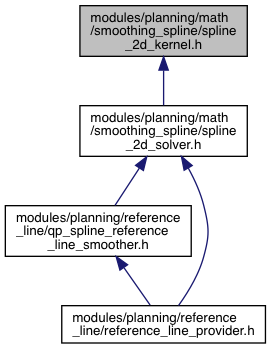 modules/planning/math
/smoothing_spline/spline
_2d_kernel.h
modules/planning/math
/smoothing_spline/spline
_2d_solver.h
modules/planning/reference
_line/qp_spline_reference
_line_smoother.h
modules/planning/reference
_line/reference_line_provider.h